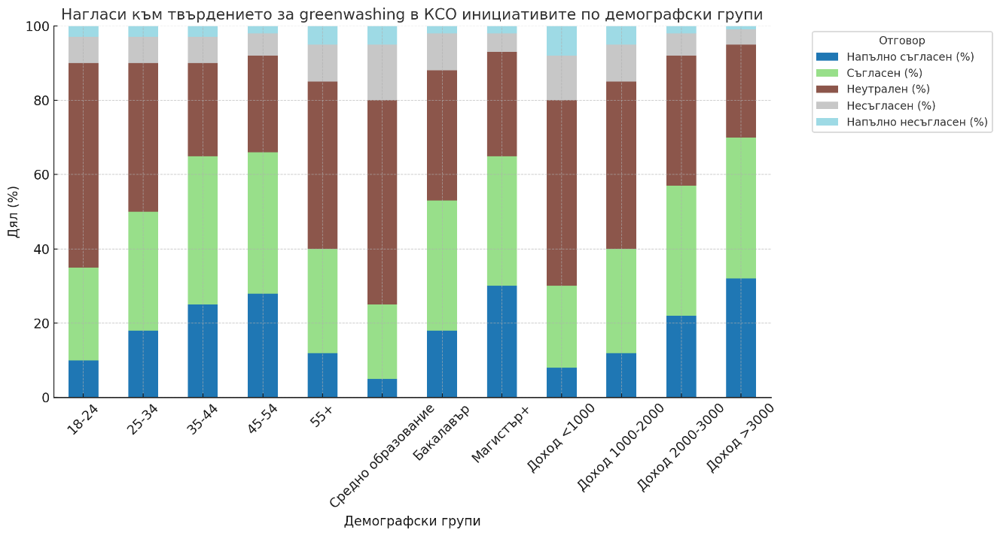 Нагласи към твърдението за greenwashing в КСО инициативите по демографски групи
Отговор
Напълно съгласен (%)
Съгласен (%)
Неутрален (%)
Несъгласен (%)
Напълно несъгласен (%)
Дял (%)
100
80
60
40
20
0
18-24
25-34
35-44
45-54
55+
Средно образование
Бакалавър
Магистър+
Доход <1000
Доход 1000-2000
Доход 2000-3000
Доход >3000
Демографски групи